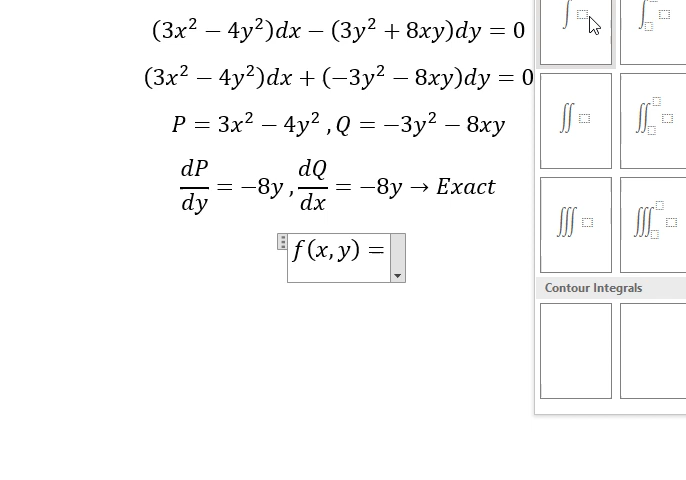 (3x² − 4y²)dx − (3y² + 8xy)dy = 0
(3x² − 4y²)dx + (−3y² − 8xy)dy = 0
P = 3x² − 4y² , Q = −3y² − 8xy
dP/dy = −8y , dQ/dx = −8y → Exact
f(x, y) =
∫ ∫
∬ ∬
∭ ∭
Contour Integrals